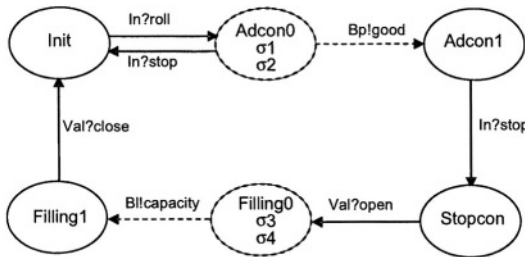 In?roll
Init
Adcon0
σ1
σ2
Bp!good
Adcon1
In?stop
In?stop
Val?close
Filling1
Bl!capacity
Filling0
σ3
σ4
Val?open
Stopcon